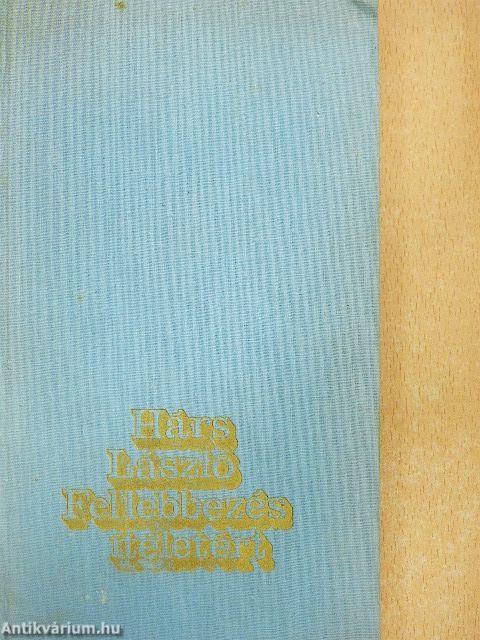 Hárs
László
Fellebbezés
ítéletért
Antikvárium.hu